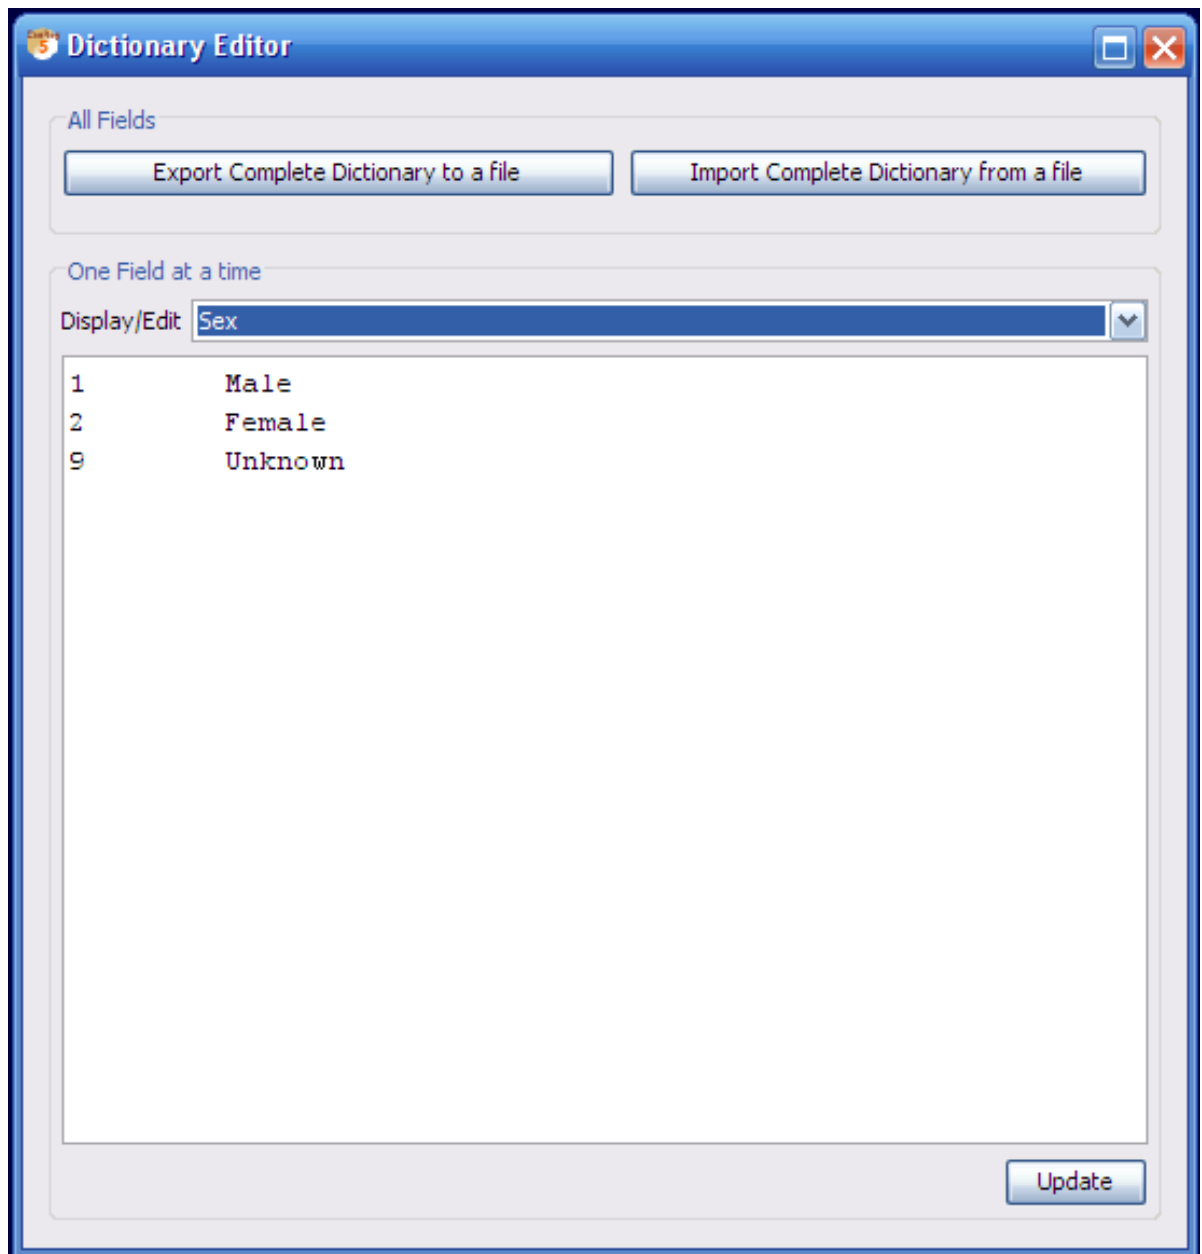 Dictionary Editor
All Fields
Export Complete Dictionary to a file Import Complete Dictionary from a file
One Field at a time
Display/Edit Sex
1 Male
2 Female
9 Unknown
Update